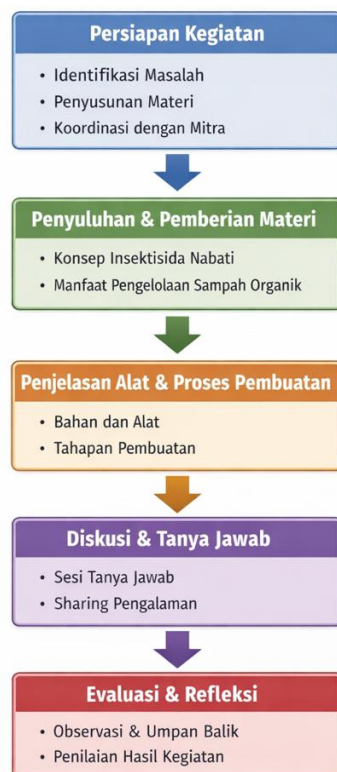 Persiapan Kegiatan
• Identifikasi Masalah
• Penyusunan Materi
• Koordinasi dengan Mitra
Penyuluhan & Pemberian Materi
• Konsep Insektisida Nabati
• Manfaat Pengelolaan Sampah Organik
Penjelasan Alat & Proses Pembuatan
• Bahan dan Alat
• Tahapan Pembuatan
Diskusi & Tanya Jawab
• Sesi Tanya Jawab
• Sharing Pengalaman
Evaluasi & Refleksi
• Observasi & Umpan Balik
• Penilaian Hasil Kegiatan